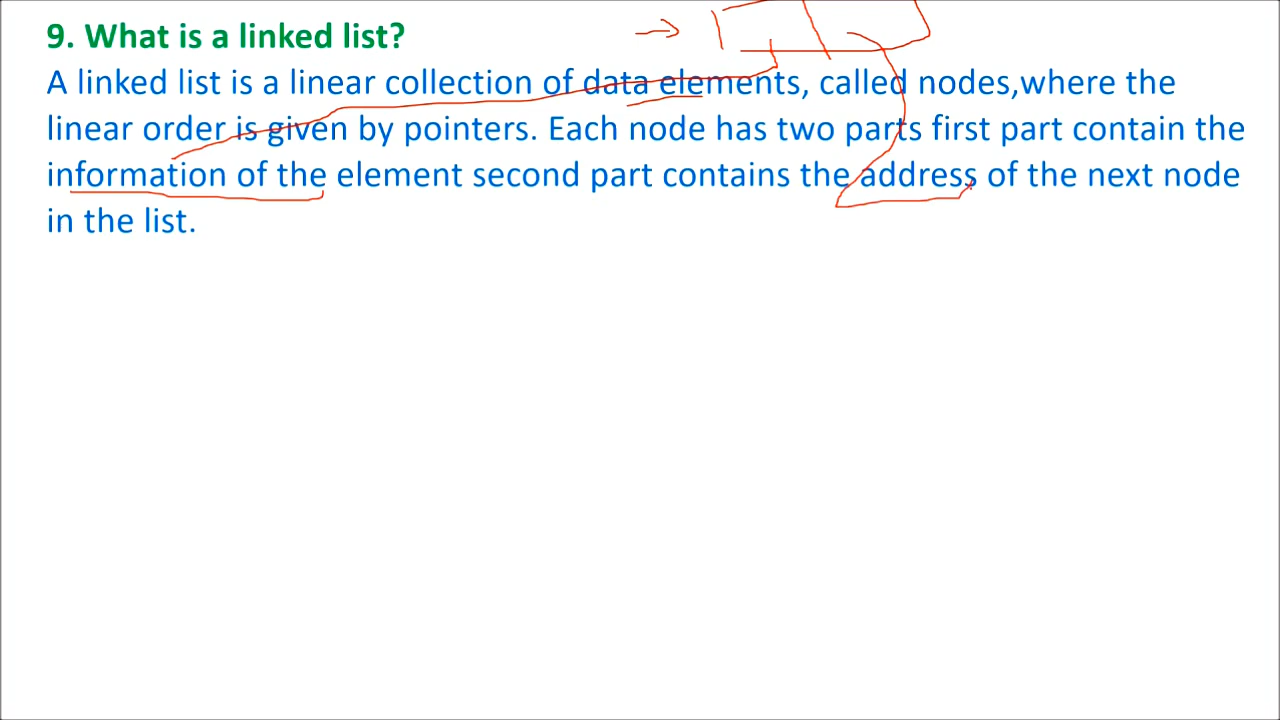 9. What is a linked list?
A linked list is a linear collection of data elements, called nodes,where the
linear order is given by pointers. Each node has two parts first part contain the
information of the element second part contains the address of the next node
in the list.